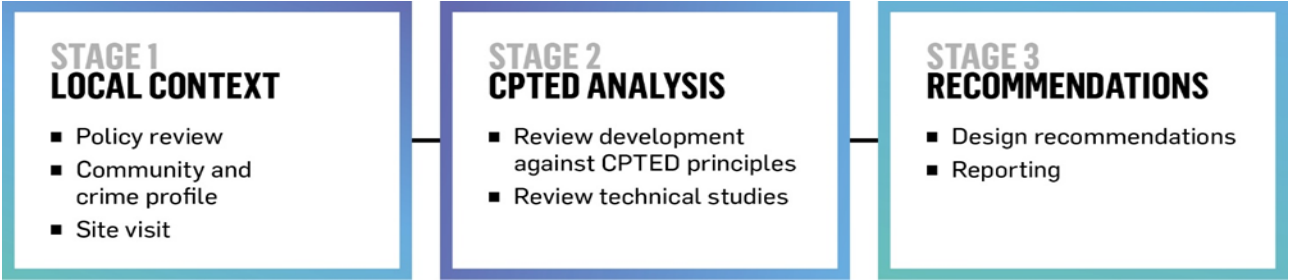 STAGE 1
LOCAL CONTEXT
■ Policy review
■ Community and
crime profile
■ Site visit
STAGE 2
CPTED ANALYSIS
■ Review development
against CPTED principles
■ Review technical studies
STAGE 3
RECOMMENDATIONS
■ Design recommendations
■ Reporting